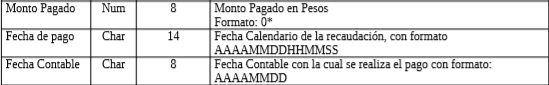 Monto Pagado Num 8 Monto Pagado en Pesos
Formato: 0*
Fecha de pago Char 14 Fecha Calendario de la recaudación, con formato
AAAAMMDDHHMMSS
Fecha Contable Char 8 Fecha Contable con la cual se realiza el pago con formato:
AAAAMMDD